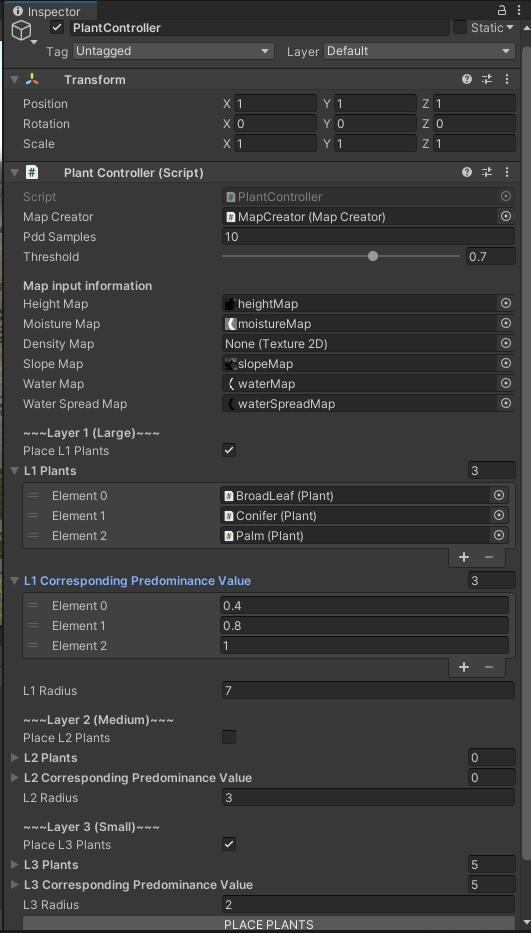 Inspector
PlantController Static
Tag Untagged Layer Default
Transform
Position X 1 Y 1 Z 1
Rotation X 0 Y 0 Z 0
Scale X 1 Y 1 Z 1
# Plant Controller (Script)
Script # PlantController
Map Creator # MapCreator (Map Creator)
Pdd Samples 10
Threshold 0.7
Map input information
Height Map heightMap
Moisture Map moistureMap
Density Map None (Texture 2D)
Slope Map slopeMap
Water Map waterMap
Water Spread Map waterSpreadMap
~~~Layer 1 (Large)~~~
Place L1 Plants
L1 Plants 3
Element 0 # BroadLeaf (Plant)
Element 1 # Conifer (Plant)
Element 2 # Palm (Plant)
+ −
L1 Corresponding Predominance Value 3
Element 0 0.4
Element 1 0.8
Element 2 1
+ −
L1 Radius 7
~~~Layer 2 (Medium)~~~
Place L2 Plants
L2 Plants 0
L2 Corresponding Predominance Value 0
L2 Radius 3
~~~Layer 3 (Small)~~~
Place L3 Plants
L3 Plants 5
L3 Corresponding Predominance Value 5
L3 Radius 2
PLACE PLANTS